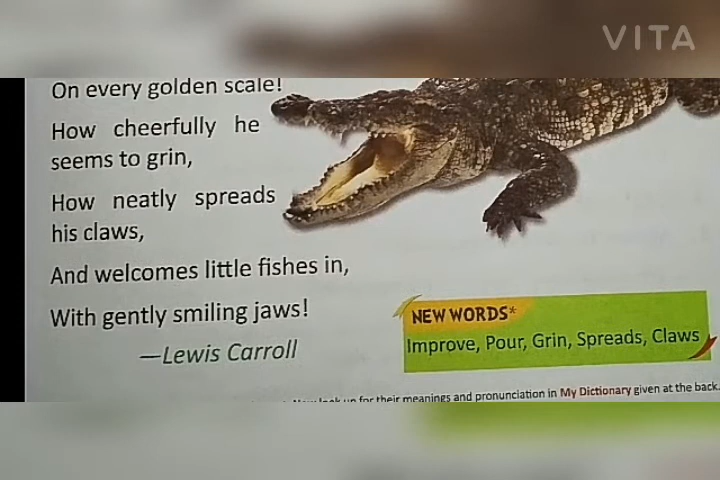 VITA
On every golden scale!
How cheerfully he
seems to grin,
How neatly spreads
his claws,
And welcomes little fishes in,
With gently smiling jaws!
—Lewis Carroll
NEW WORDS*
Improve, Pour, Grin, Spreads, Claws
look up for their meanings and pronunciation in My Dictionary given at the back.